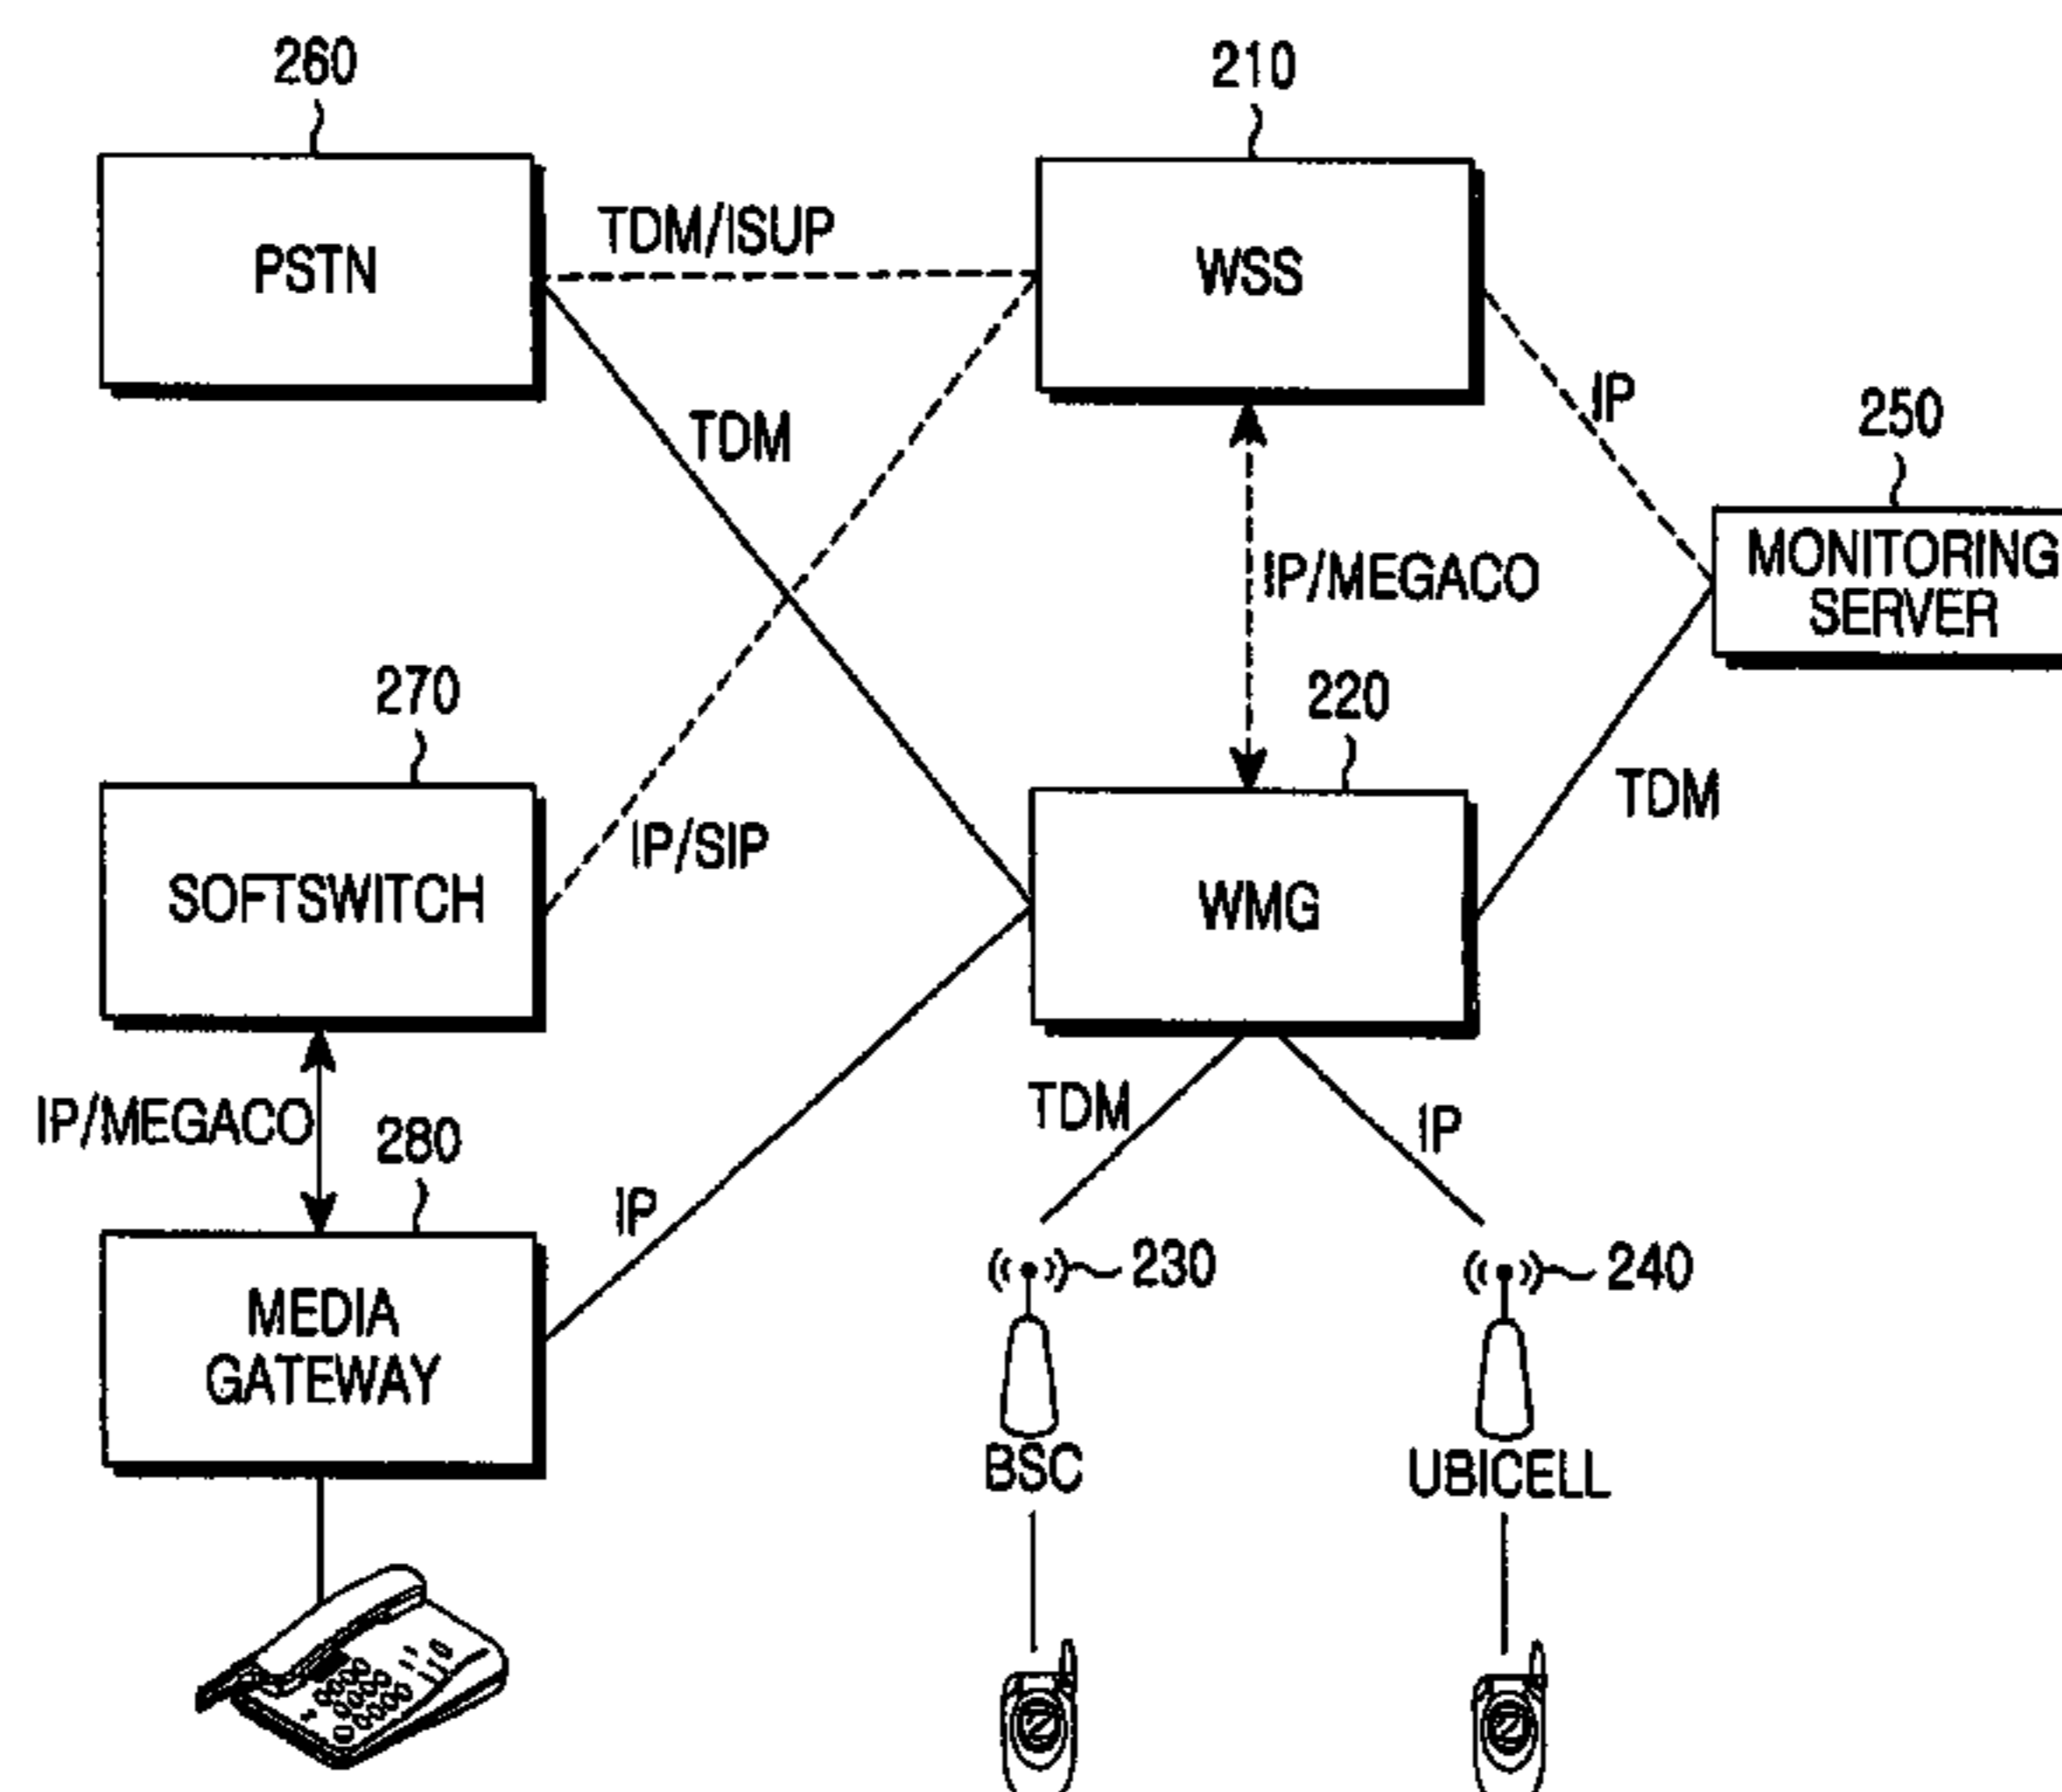 260
210
PSTN
TDM/ISUP
WSS
IP
TDM
250
MONITORING
SERVER
IP/MEGACO
270
220
TDM
SOFTSWITCH
IP/SIP
WMG
IP/MEGACO
280
TDM
IP
IP
MEDIA
GATEWAY
230
240
BSC
UBICELL